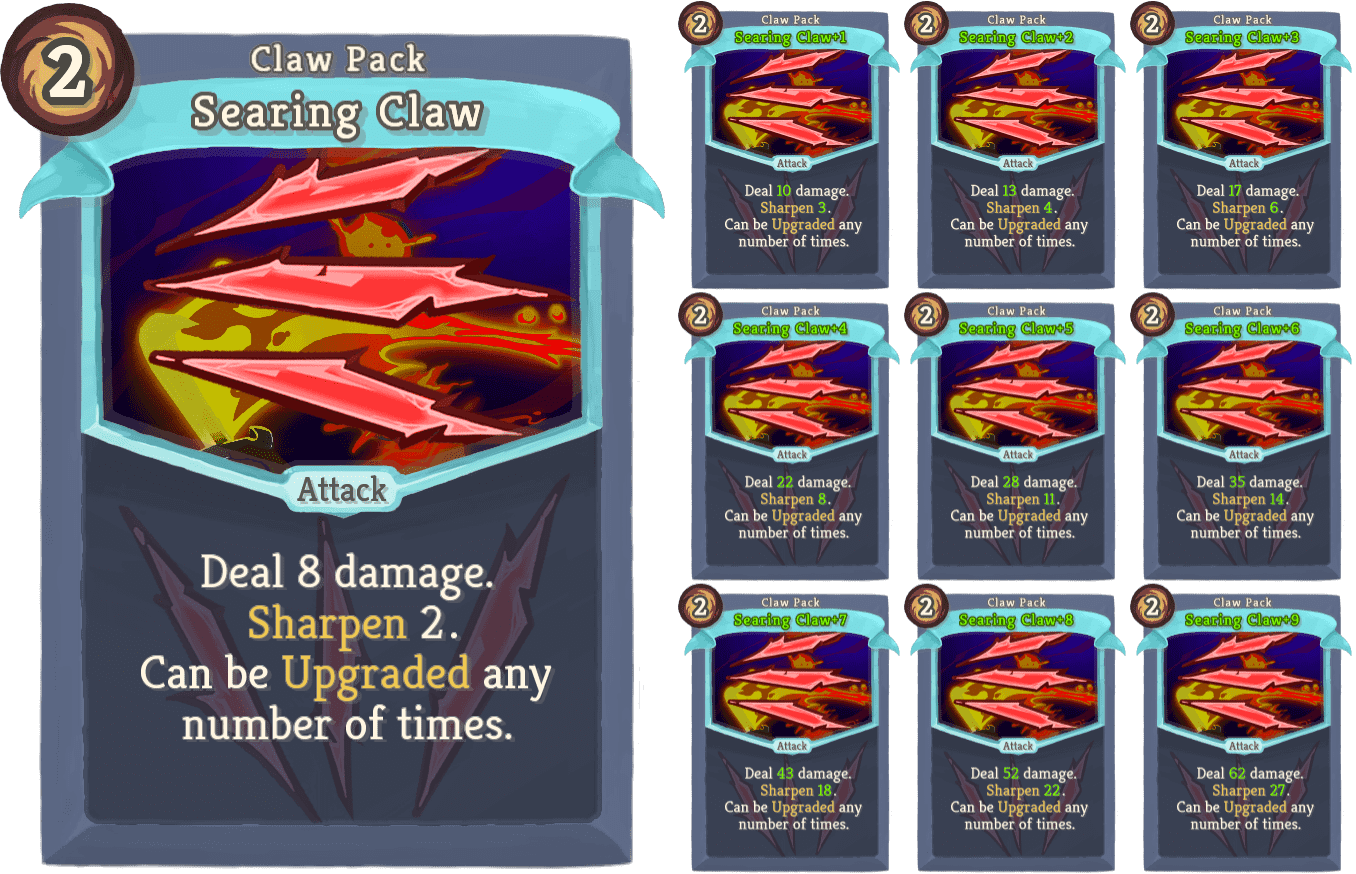 2
Claw Pack
Searing Claw
Attack
Deal 8 damage.
Sharpen 2.
Can be Upgraded any
number of times.
2
Claw Pack
Searing Claw+1
Attack
Deal 10 damage.
Sharpen 3.
Can be Upgraded any
number of times.
2
Claw Pack
Searing Claw+2
Attack
Deal 13 damage.
Sharpen 4.
Can be Upgraded any
number of times.
2
Claw Pack
Searing Claw+3
Attack
Deal 17 damage.
Sharpen 6.
Can be Upgraded any
number of times.
2
Claw Pack
Searing Claw+4
Attack
Deal 22 damage.
Sharpen 8.
Can be Upgraded any
number of times.
2
Claw Pack
Searing Claw+5
Attack
Deal 28 damage.
Sharpen 11.
Can be Upgraded any
number of times.
2
Claw Pack
Searing Claw+6
Attack
Deal 35 damage.
Sharpen 14.
Can be Upgraded any
number of times.
2
Claw Pack
Searing Claw+7
Attack
Deal 43 damage.
Sharpen 18.
Can be Upgraded any
number of times.
2
Claw Pack
Searing Claw+8
Attack
Deal 52 damage.
Sharpen 22.
Can be Upgraded any
number of times.
2
Claw Pack
Searing Claw+9
Attack
Deal 62 damage.
Sharpen 27.
Can be Upgraded any
number of times.